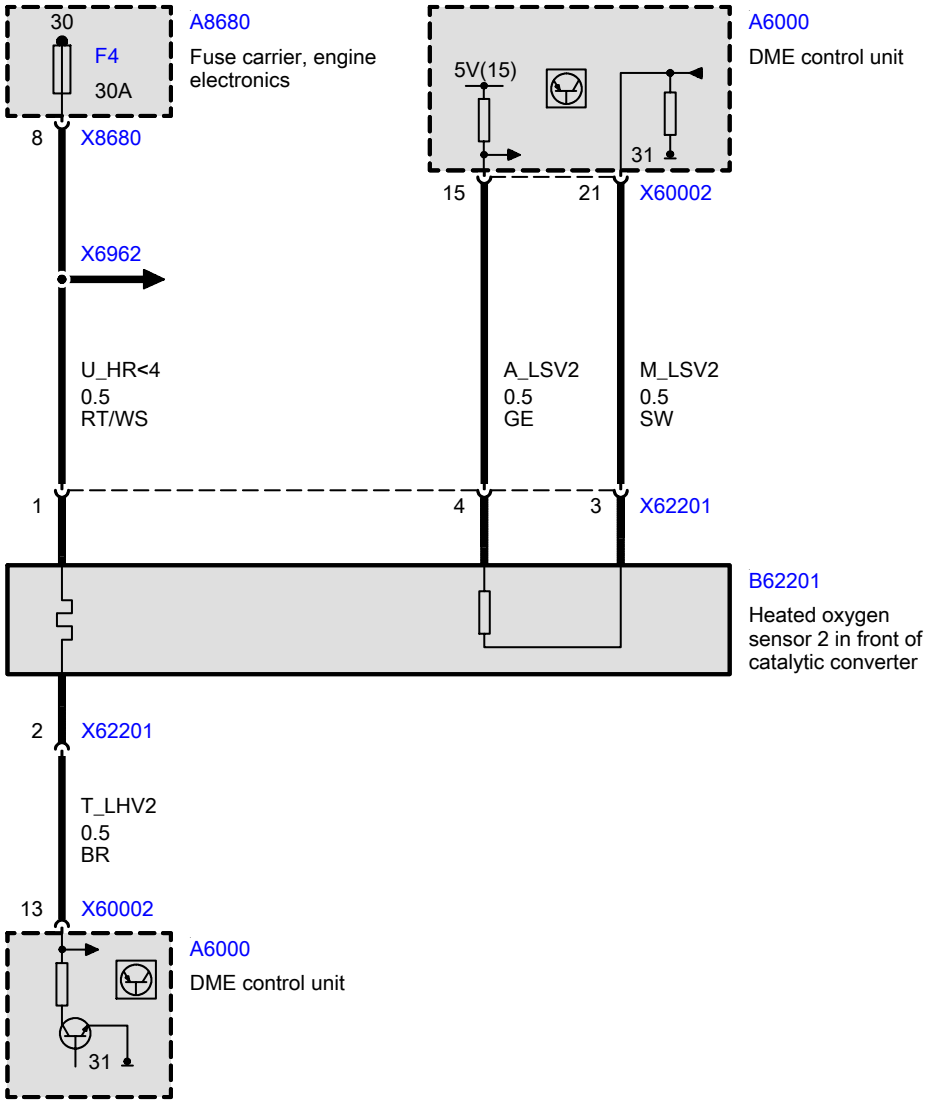 30
F4
30A
A8680
Fuse carrier, engine
electronics
5V(15)
31
A6000
DME control unit
8
X8680
15
21
X60002
X6962
U_HR<4
0.5
RT/WS
A_LSV2
0.5
GE
M_LSV2
0.5
SW
1
4
3
X62201
B62201
Heated oxygen
sensor 2 in front of
catalytic converter
2
X62201
T_LHV2
0.5
BR
13
X60002
A6000
DME control unit
31